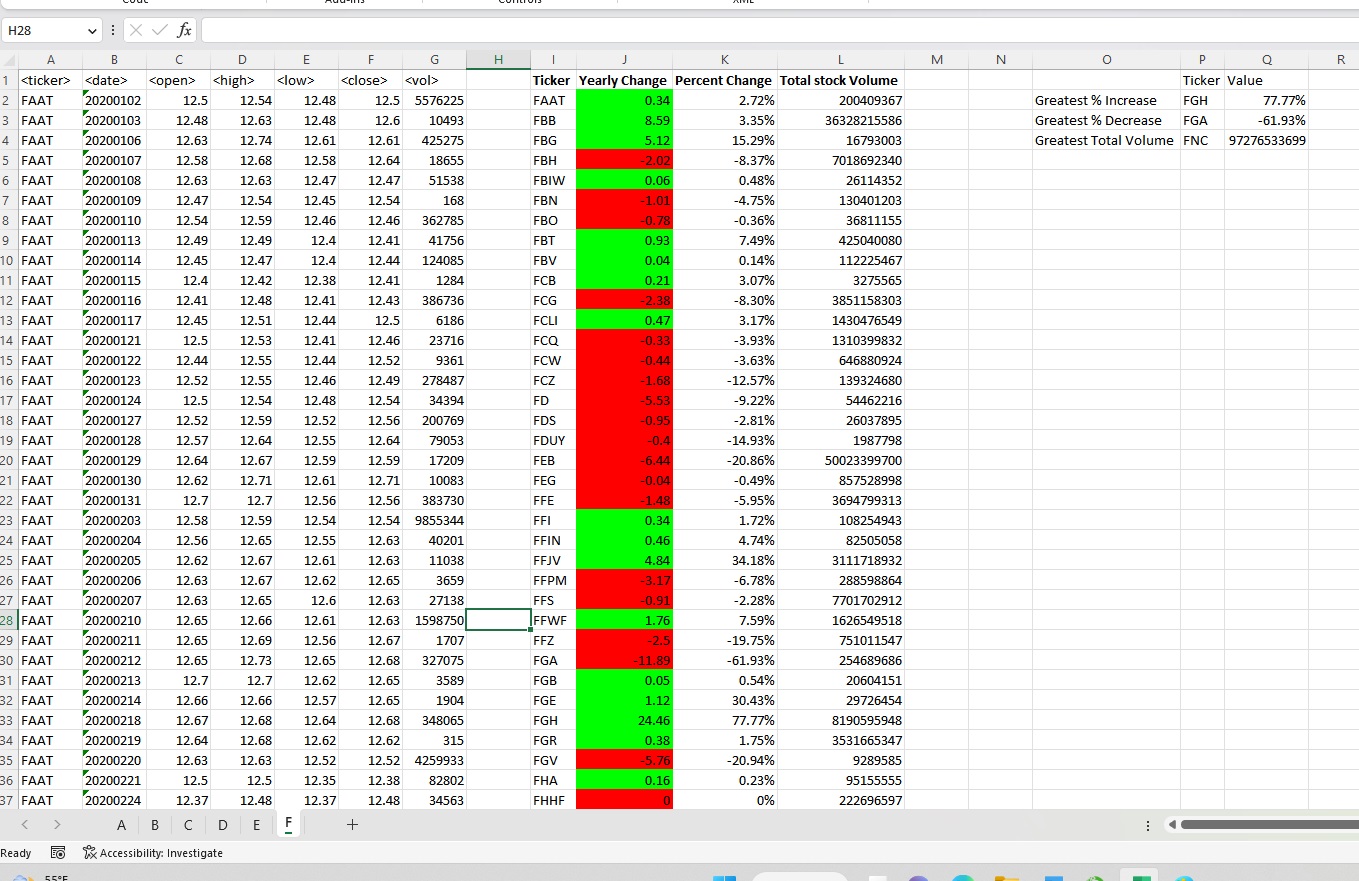 Code Add-ins Controls XML
H28 fx
A B C D E F G H I J K L M N O P Q R
1 <ticker> <date> <open> <high> <low> <close> <vol> Ticker Yearly Change Percent Change Total stock Volume Ticker Value
2 FAAT 20200102 12.5 12.54 12.48 12.5 5576225 FAAT 0.34 2.72% 200409367 Greatest % Increase FGH 77.77%
3 FAAT 20200103 12.48 12.63 12.48 12.6 10493 FBB 8.59 3.35% 36328215586 Greatest % Decrease FGA -61.93%
4 FAAT 20200106 12.63 12.74 12.61 12.61 425275 FBG 5.12 15.29% 16793003 Greatest Total Volume FNC 97276533699
5 FAAT 20200107 12.58 12.68 12.58 12.64 18655 FBH -2.02 -8.37% 7018692340
6 FAAT 20200108 12.63 12.63 12.47 12.47 51538 FBIW 0.06 0.48% 26114352
7 FAAT 20200109 12.47 12.54 12.45 12.54 168 FBN -1.01 -4.75% 130401203
8 FAAT 20200110 12.54 12.59 12.46 12.46 362785 FBO -0.78 -0.36% 36811155
9 FAAT 20200113 12.49 12.49 12.4 12.41 41756 FBT 0.93 7.49% 425040080
10 FAAT 20200114 12.45 12.47 12.4 12.44 124085 FBV 0.04 0.14% 112225467
11 FAAT 20200115 12.4 12.42 12.38 12.41 1284 FCB 0.21 3.07% 3275565
12 FAAT 20200116 12.41 12.48 12.41 12.43 386736 FCG -2.38 -8.30% 3851158303
13 FAAT 20200117 12.45 12.51 12.44 12.5 6186 FCLI 0.47 3.17% 1430476549
14 FAAT 20200121 12.5 12.53 12.41 12.46 23716 FCQ -0.33 -3.93% 1310399832
15 FAAT 20200122 12.44 12.55 12.44 12.52 9361 FCW -0.44 -3.63% 646880924
16 FAAT 20200123 12.52 12.55 12.46 12.49 278487 FCZ -1.68 -12.57% 139324680
17 FAAT 20200124 12.5 12.54 12.48 12.54 34394 FD -5.53 -9.22% 54462216
18 FAAT 20200127 12.52 12.59 12.52 12.56 200769 FDS -0.95 -2.81% 26037895
19 FAAT 20200128 12.57 12.64 12.55 12.64 79053 FDUY -0.4 -14.93% 1987798
20 FAAT 20200129 12.64 12.67 12.59 12.59 17209 FEB -6.44 -20.86% 50023399700
21 FAAT 20200130 12.62 12.71 12.61 12.71 10083 FEG -0.04 -0.49% 857528998
22 FAAT 20200131 12.7 12.7 12.56 12.56 383730 FFE -1.48 -5.95% 3694799313
23 FAAT 20200203 12.58 12.59 12.54 12.54 9855344 FFI 0.34 1.72% 108254943
24 FAAT 20200204 12.56 12.65 12.55 12.63 40201 FFIN 0.46 4.74% 82505058
25 FAAT 20200205 12.62 12.67 12.61 12.63 11038 FFJV 4.84 34.18% 3111718932
26 FAAT 20200206 12.63 12.67 12.62 12.65 3659 FFPM -3.17 -6.78% 288598864
27 FAAT 20200207 12.63 12.65 12.6 12.63 27138 FFS -0.91 -2.28% 7701702912
28 FAAT 20200210 12.65 12.66 12.61 12.63 1598750 FFWF 1.76 7.59% 1626549518
29 FAAT 20200211 12.65 12.69 12.56 12.67 1707 FFZ -2.5 -19.75% 751011547
30 FAAT 20200212 12.65 12.73 12.65 12.68 327075 FGA -11.89 -61.93% 254689686
31 FAAT 20200213 12.7 12.7 12.62 12.65 3589 FGB 0.05 0.54% 20604151
32 FAAT 20200214 12.66 12.66 12.57 12.65 1904 FGE 1.12 30.43% 29726454
33 FAAT 20200218 12.67 12.68 12.64 12.68 348065 FGH 24.46 77.77% 8190595948
34 FAAT 20200219 12.64 12.68 12.62 12.62 315 FGR 0.38 1.75% 3531665347
35 FAAT 20200220 12.63 12.63 12.52 12.52 4259933 FGV -5.76 -20.94% 9289585
36 FAAT 20200221 12.5 12.5 12.35 12.38 82802 FHA 0.16 0.23% 95155555
37 FAAT 20200224 12.37 12.48 12.37 12.48 34563 FHHF 0 0% 222696597
A B C D E F
Ready Accessibility: Investigate
55°F